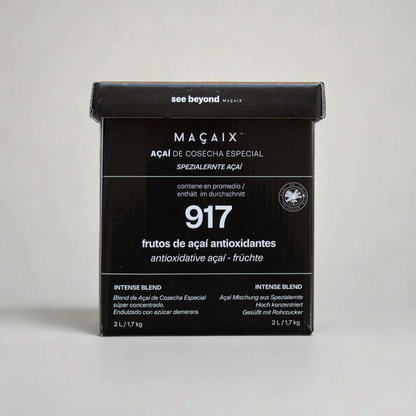 see beyond MAÇAIX
MAÇAIX™
AÇAÍ DE COSECHA ESPECIAL
SPEZIALERNTE AÇAÍ
contiene en promedio /
enthält im durchschnitt
917
frutos de açaí antioxidantes
antioxidative açaí - früchte
INTENSE BLEND
Blend de Açaí de Cosecha Especial
súper concentrado.
Endulzado con azúcar demerara.
2 L / 1,7 kg
INTENSE BLEND
Açaí Mischung aus Spezialernte
Hoch konzentriert
Gesüßt mit Rohrzucker
2 L / 1,7 kg